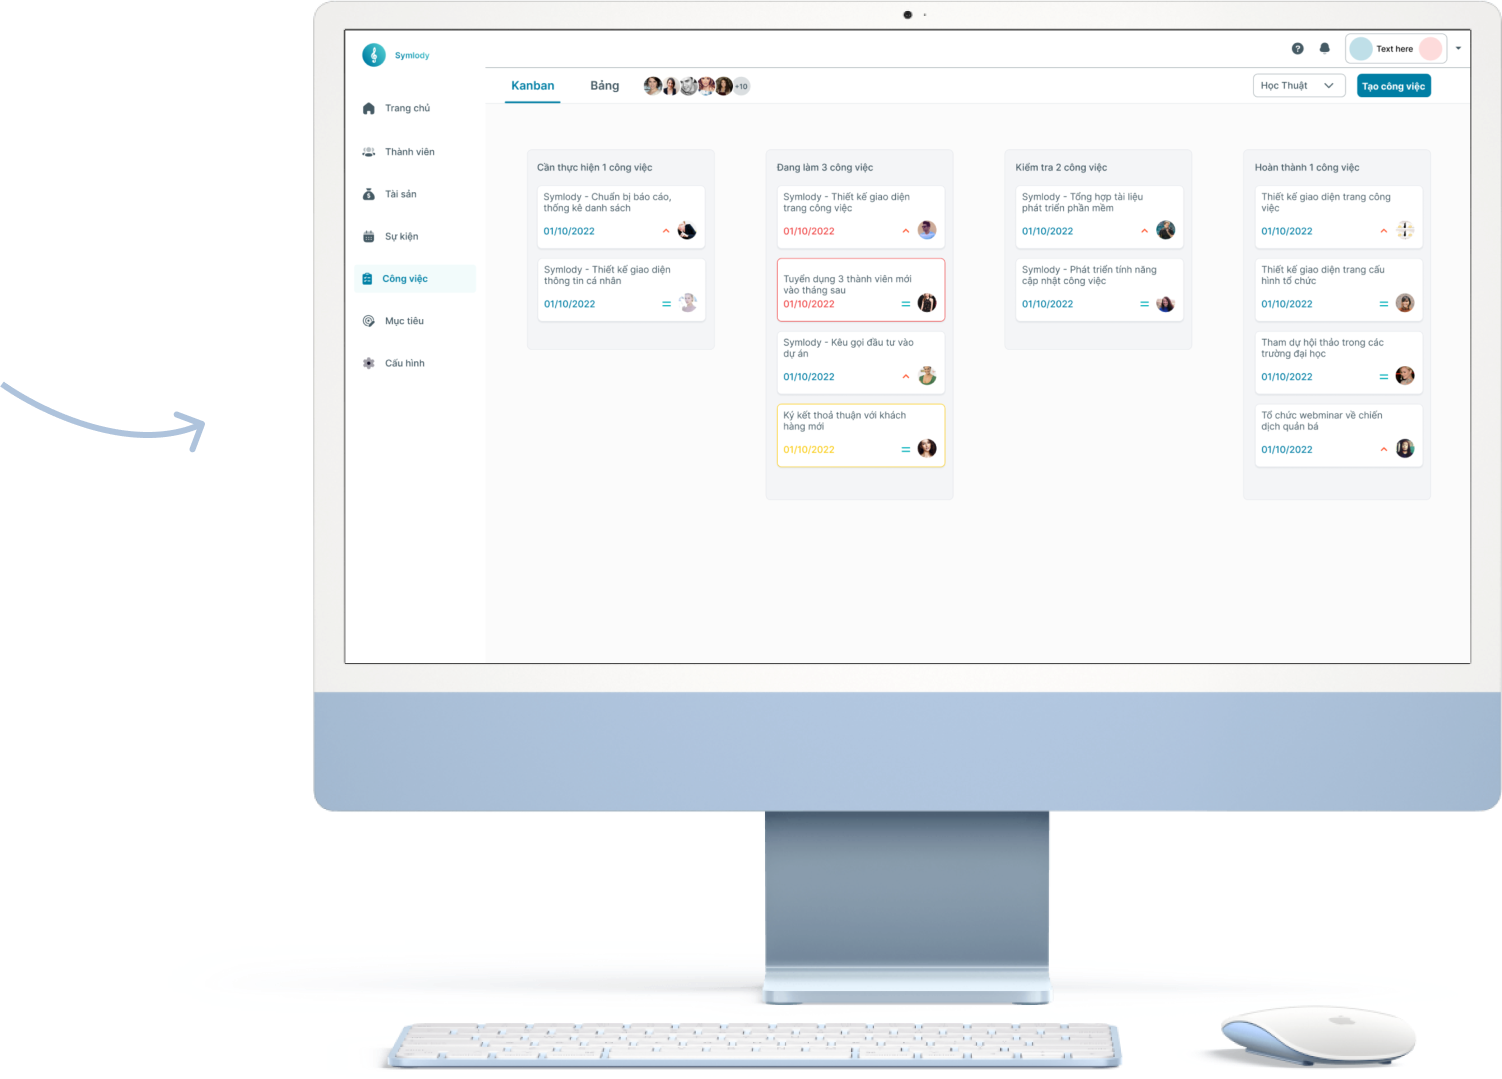 Symlody
Text here
Kanban
Bảng
+10
Học Thuật
Tạo công việc
Trang chủ
Thành viên
Tài sản
Sự kiện
Công việc
Mục tiêu
Cấu hình
Cần thực hiện 1 công việc
Symlody - Chuẩn bị báo cáo,
thống kê danh sách
01/10/2022
Symlody - Thiết kế giao diện
thông tin cá nhân
01/10/2022
Đang làm 3 công việc
Symlody - Thiết kế giao diện
trang công việc
01/10/2022
Tuyển dụng 3 thành viên mới
vào tháng sau
01/10/2022
Symlody - Kêu gọi đầu tư vào
dự án
01/10/2022
Ký kết thoả thuận với khách
hàng mới
01/10/2022
Kiểm tra 2 công việc
Symlody - Tổng hợp tài liệu
phát triển phần mềm
01/10/2022
Symlody - Phát triển tính năng
cập nhật công việc
01/10/2022
Hoàn thành 1 công việc
Thiết kế giao diện trang công
việc
01/10/2022
Thiết kế giao diện trang cấu
hình tổ chức
01/10/2022
Tham dự hội thảo trong các
trường đại học
01/10/2022
Tổ chức webminar về chiến
dịch quản bá
01/10/2022